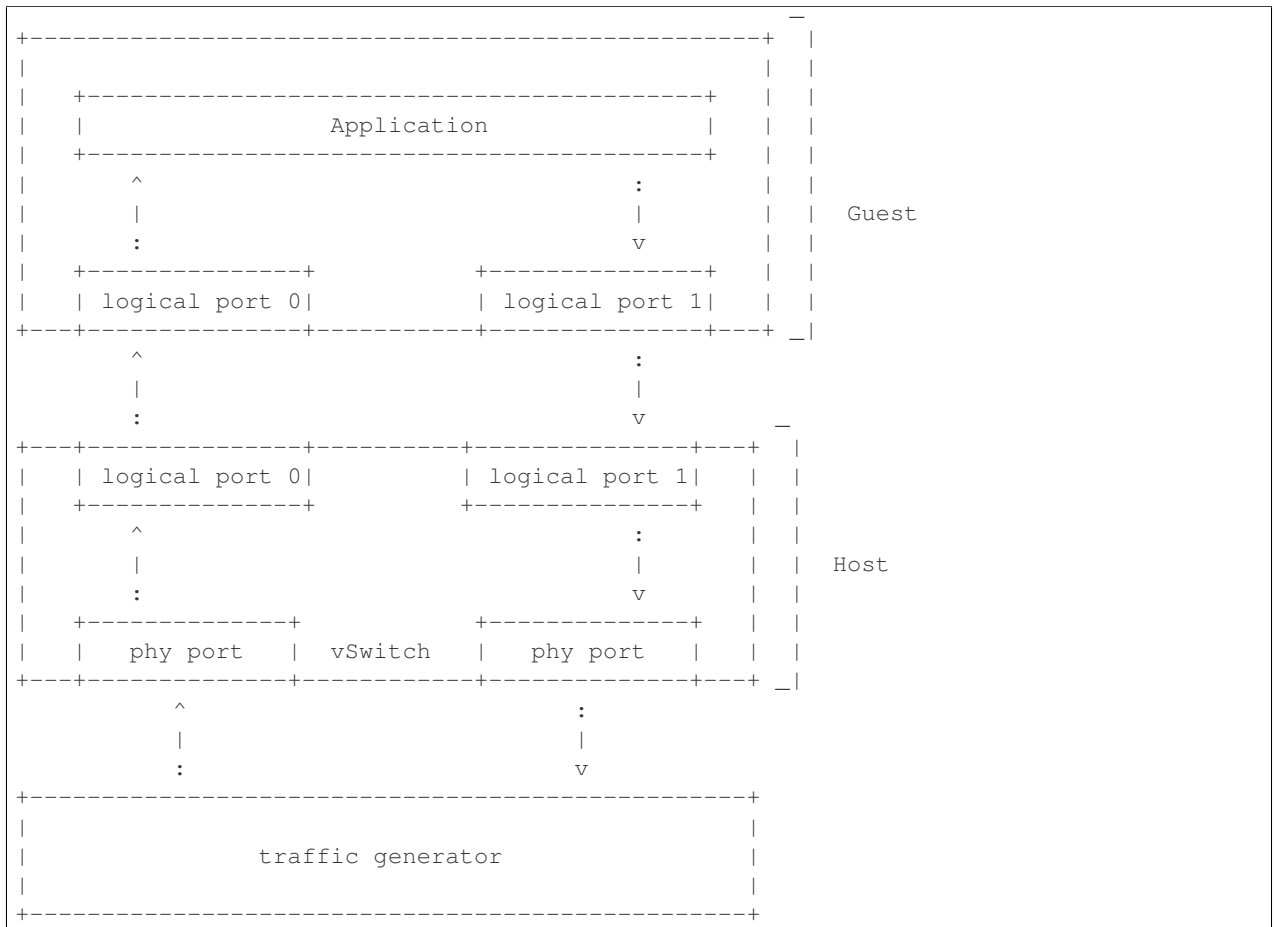 Application
Guest
logical port 0 logical port 1
logical port 0 logical port 1
Host
phy port vSwitch phy port
traffic generator